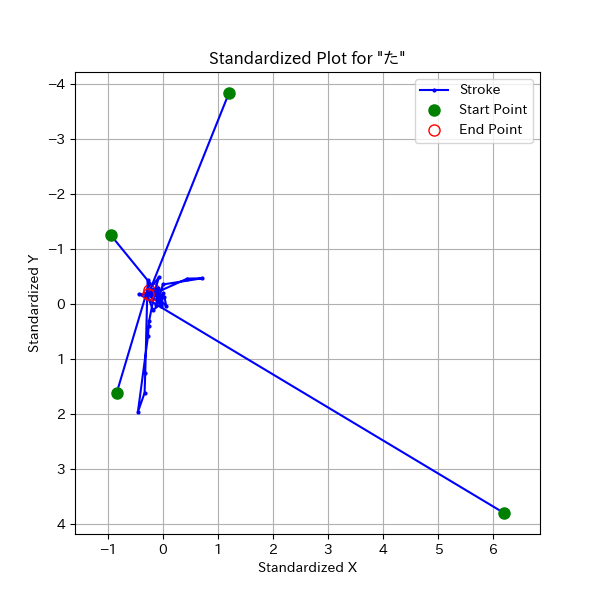 Standardized Plot for "た"
Stroke
Start Point
End Point
−4
−3
−2
−1
0
1
2
3
4
Standardized Y
−1 0 1 2 3 4 5 6
Standardized X